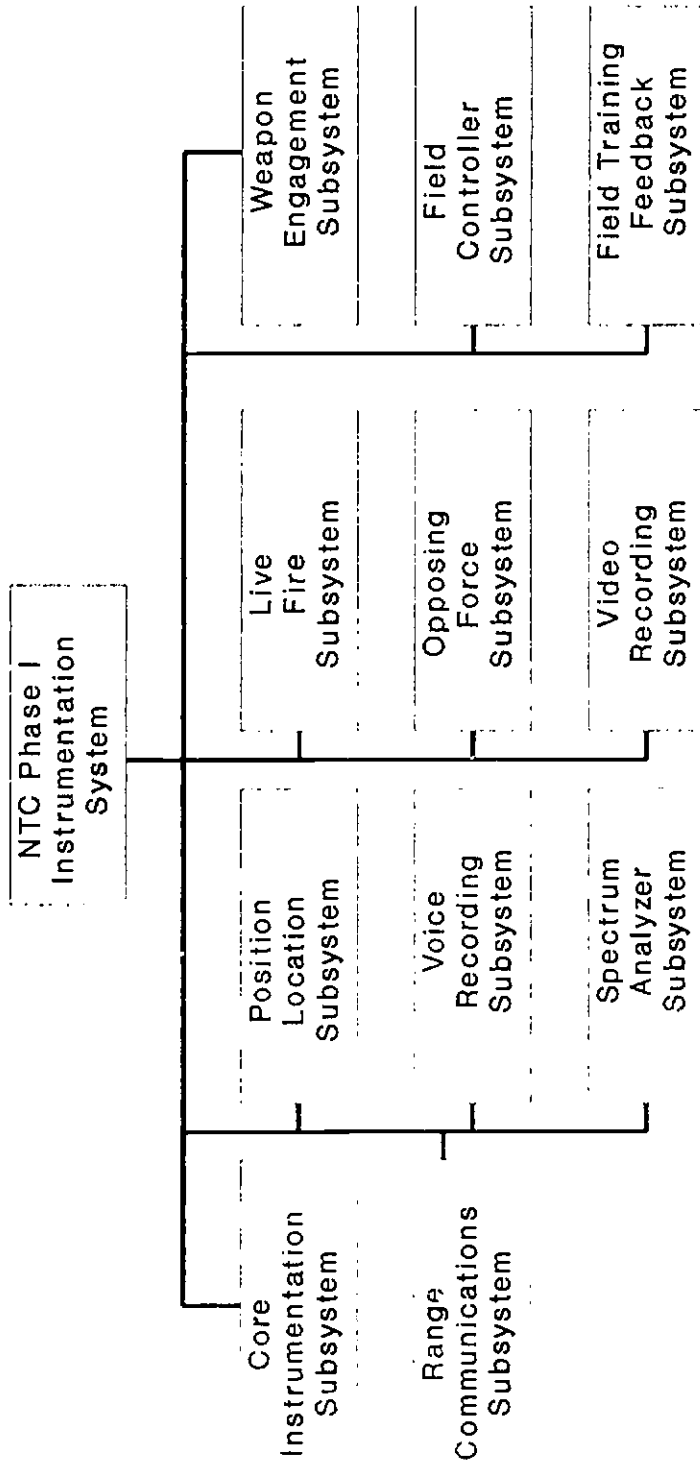 NTC Phase I
Instrumentation
System
Core
Instrumentation
Subsystem
Range
Communications
Subsystem
Position
Location
Subsystem
Voice
Recording
Subsystem
Spectrum
Analyzer
Subsystem
Live
Fire
Subsystem
Opposing
Force
Subsystem
Video
Recording
Subsystem
Weapon
Engagement
Subsystem
Field
Controller
Subsystem
Field Training
Feedback
Subsystem